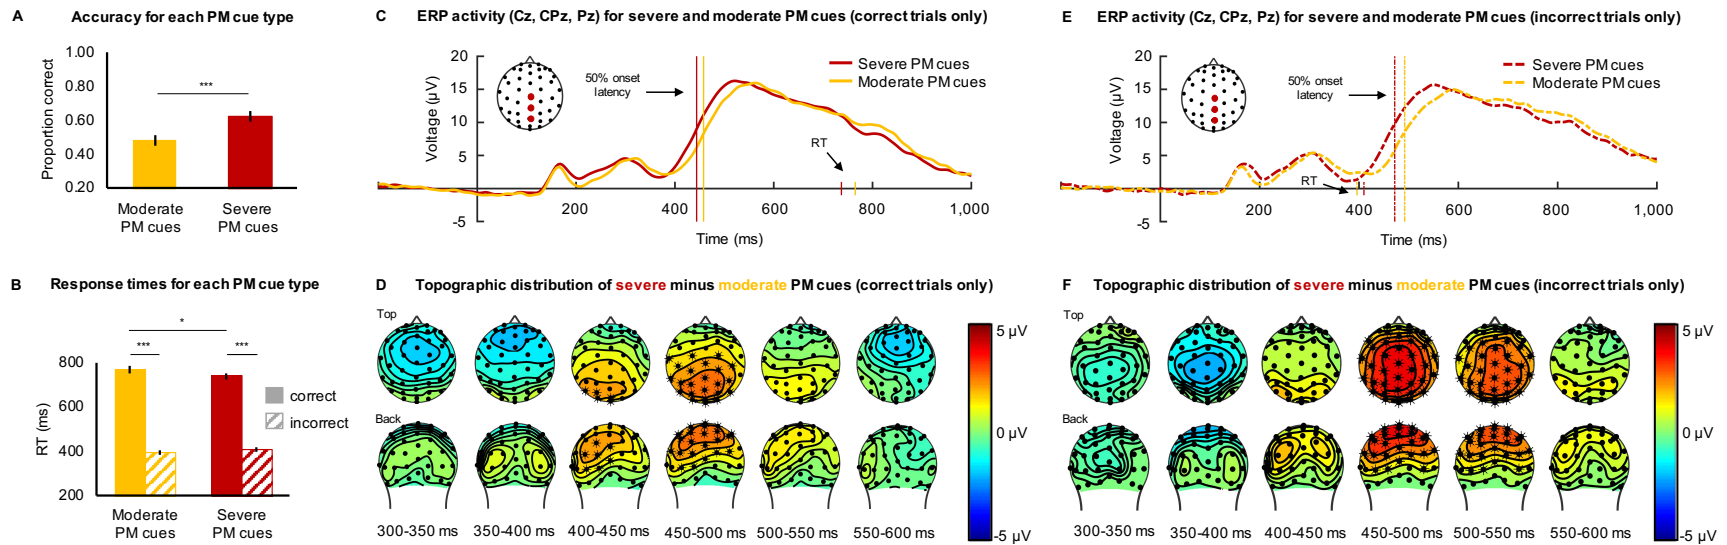 A
Accuracy for each PM cue type
1.00
0.80
0.60
0.40
0.20
Proportion correct
***
Moderate
PM cues
Severe
PM cues
B
Response times for each PM cue type
*
***
***
800
600
400
200
RT (ms)
correct
incorrect
Moderate
PM cues
Severe
PM cues
C
ERP activity (Cz, CPz, Pz) for severe and moderate PM cues (correct trials only)
20
15
10
5
-5
Voltage (µV)
50% onset
latency
Severe PM cues
Moderate PM cues
RT
200
400
600
800
1,000
Time (ms)
D
Topographic distribution of severe minus moderate PM cues (correct trials only)
Top
Back
5 µV
0 µV
-5 µV
300-350 ms
350-400 ms
400-450 ms
450-500 ms
500-550 ms
550-600 ms
E
ERP activity (Cz, CPz, Pz) for severe and moderate PM cues (incorrect trials only)
20
15
10
5
-5
Voltage (µV)
50% onset
latency
Severe PM cues
Moderate PM cues
RT
200
400
600
800
1,000
Time (ms)
F
Topographic distribution of severe minus moderate PM cues (incorrect trials only)
Top
Back
5 µV
0 µV
-5 µV
300-350 ms
350-400 ms
400-450 ms
450-500 ms
500-550 ms
550-600 ms